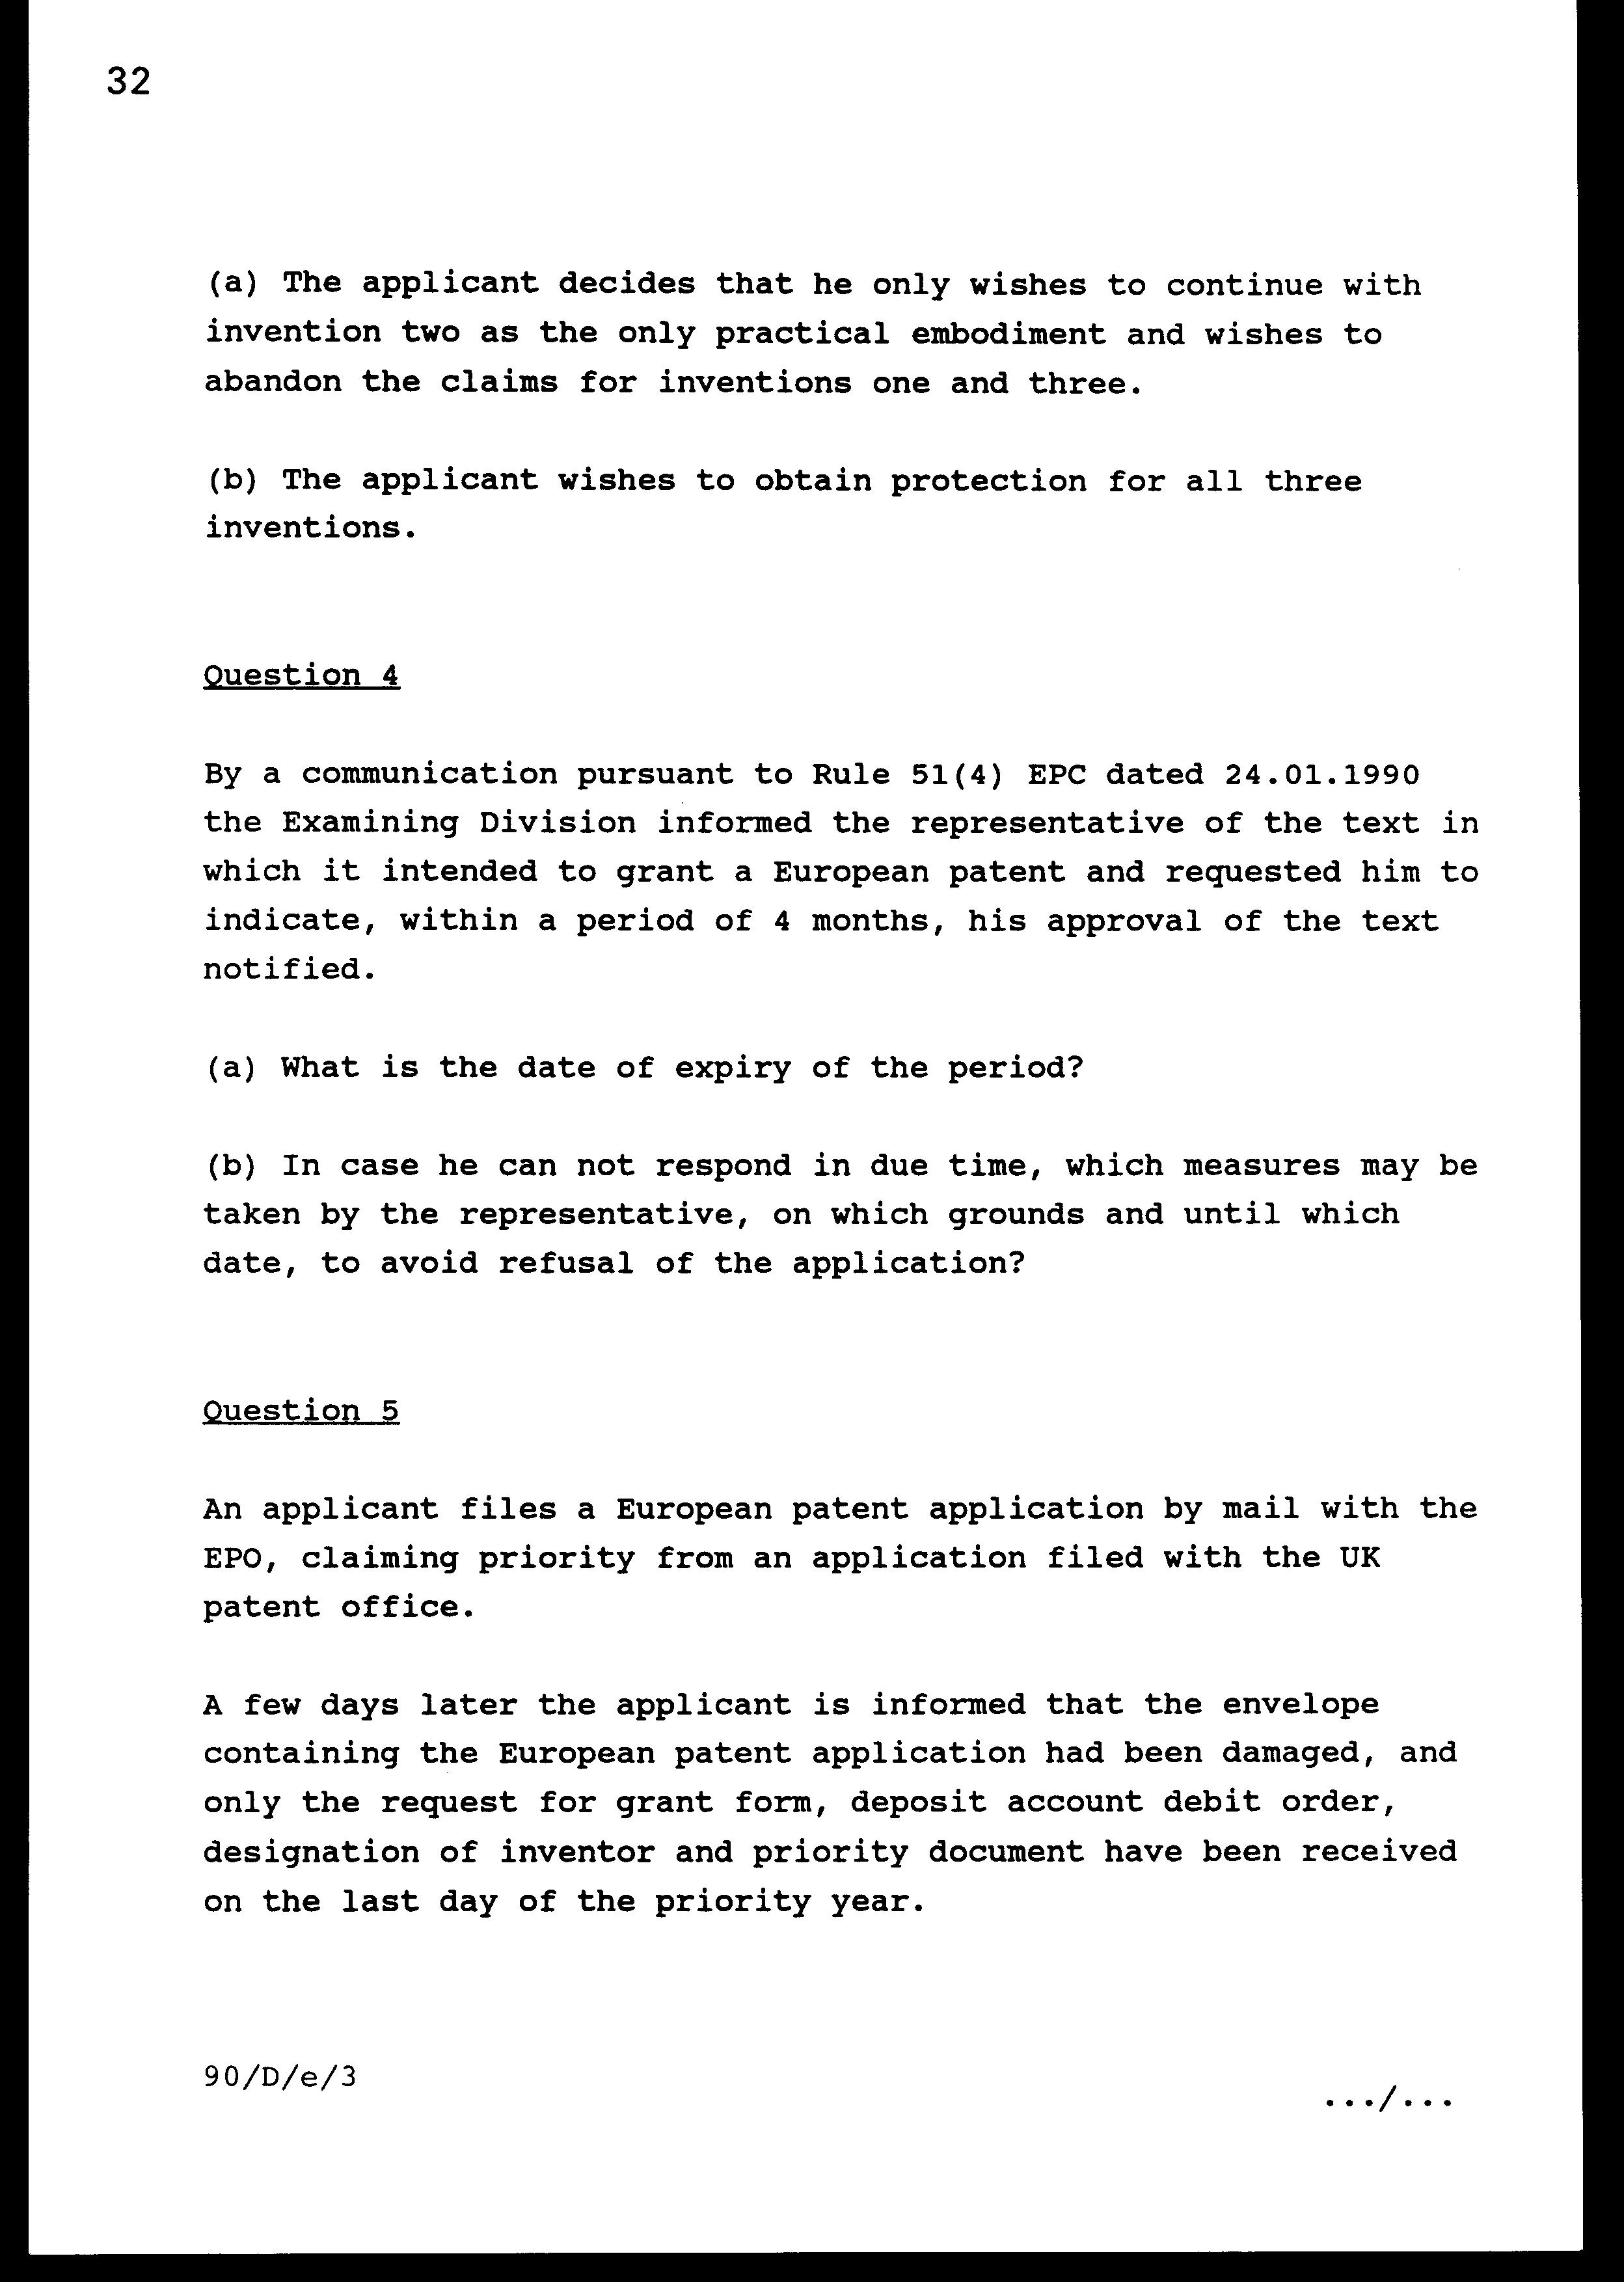 32
(a) The applicant decides that he only wishes to continue with
invention two as the only practical embodiment and wishes to
abandon the claims for inventions one and three.
(b) The applicant wishes to obtain protection for all three
inventions.
Question 4
By a communication pursuant to Rule 51(4) EPC dated 24.01.1990
the Examining Division informed the representative of the text in
which it intended to grant a European patent and requested him to
indicate, within a period of 4 months, his approval of the text
notified.
(a) What is the date of expiry of the period?
(b) In case he can not respond in due time, which measures may be
taken by the representative, on which grounds and until which
date, to avoid refusal of the application?
Question 5
An applicant files a European patent application by mail with the
EPO, claiming priority from an application filed with the UK
patent office.
A few days later the applicant is informed that the envelope
containing the European patent application had been damaged, and
only the request for grant form, deposit account debit order,
designation of inventor and priority document have been received
on the last day of the priority year.
90/D/e/3
.../...